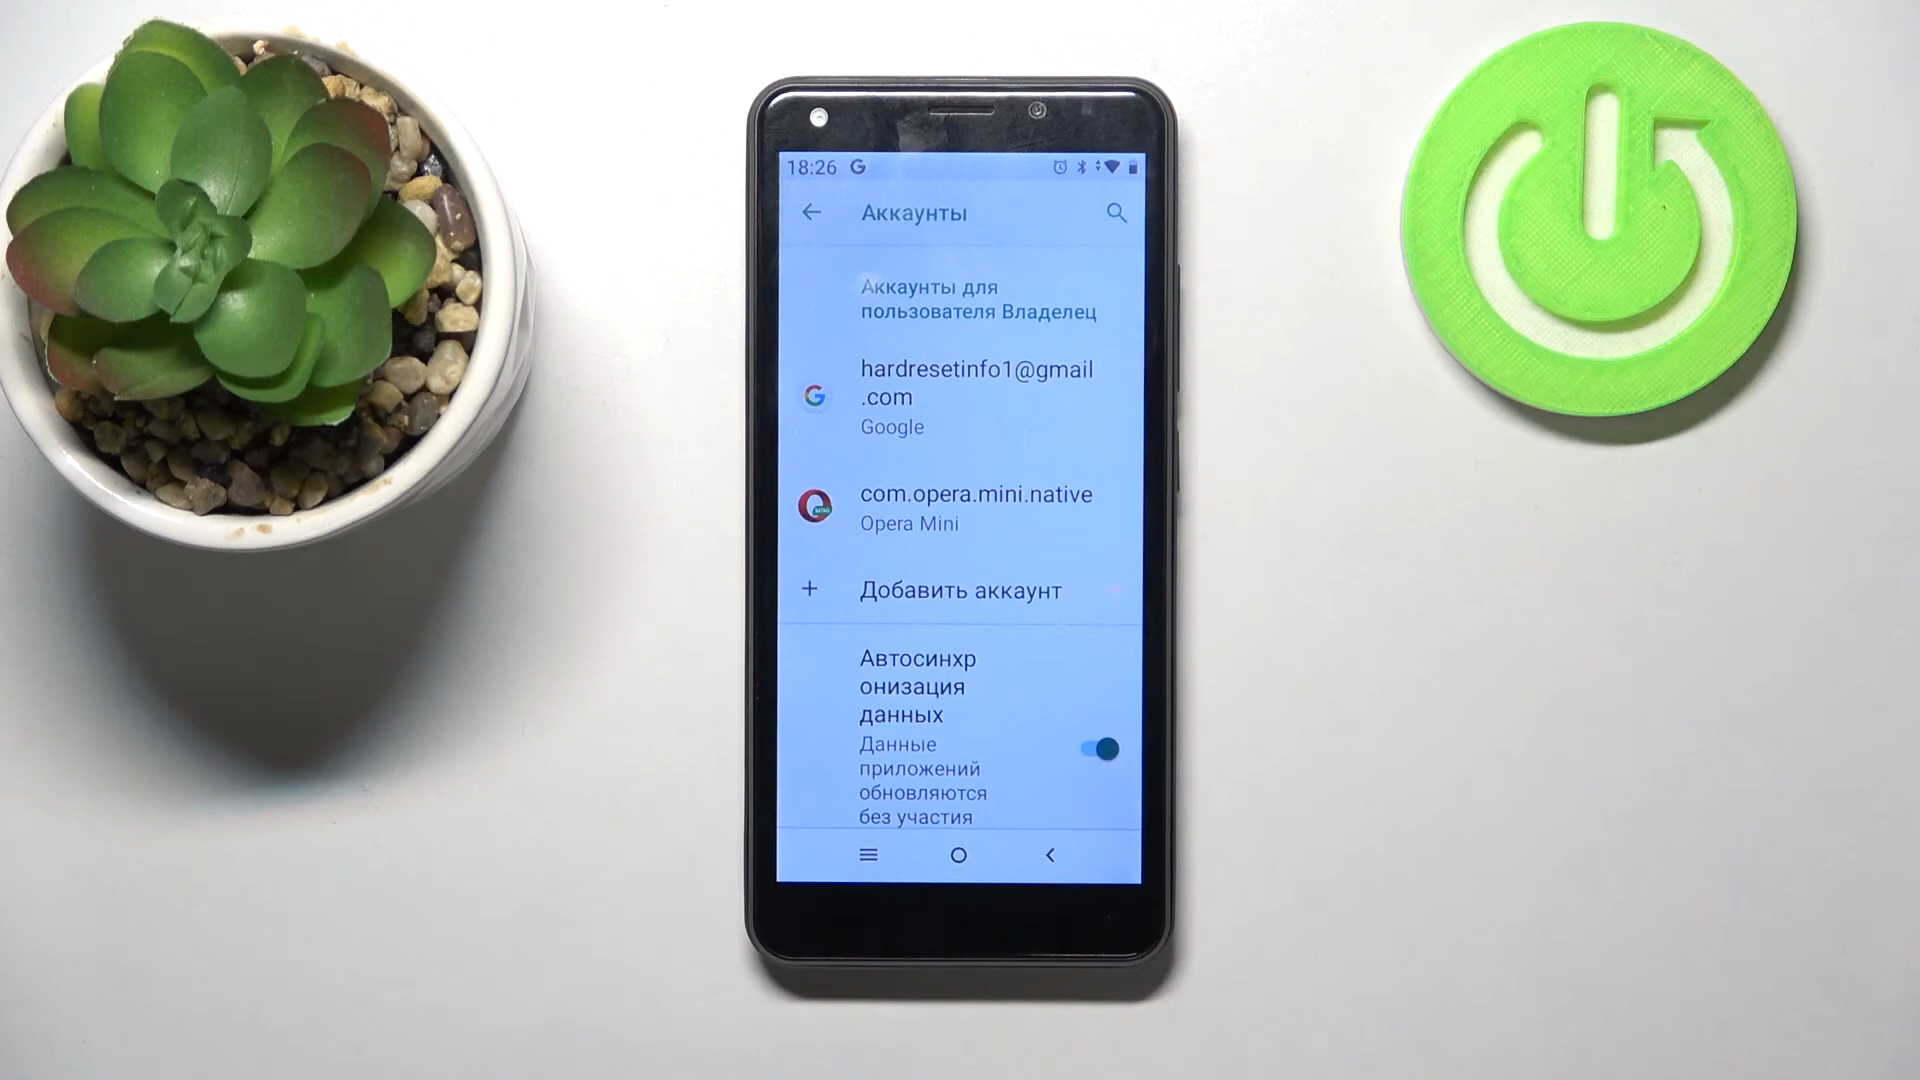 18:26 G
Аккаунты
Аккаунты для
пользователя Владелец
hardresetinfo1@gmail
.com
Google
com.opera.mini.native
Opera Mini
Добавить аккаунт
Автосинхр
онизация
данных
Данные
приложений
обновляются
без участия